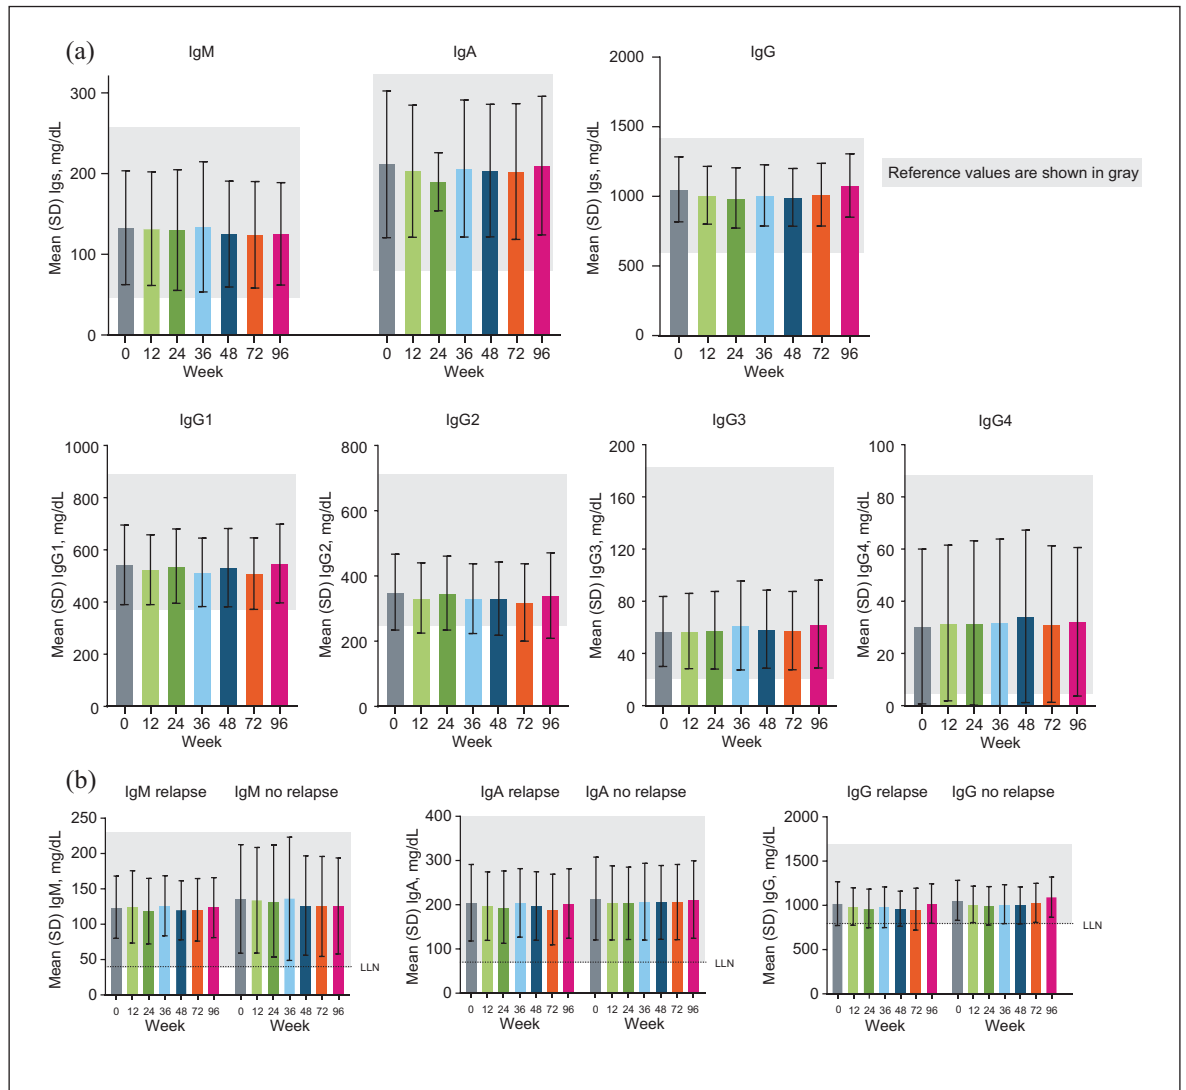 (a)
IgM
IgA
IgG
Mean (SD) Igs, mg/dL
300
200
100
0
0 12 24 36 48 72 96
Week
0 12 24 36 48 72 96
Week
Mean (SD) Igs, mg/dL
2000
1500
1000
500
0
0 12 24 36 48 72 96
Week
Reference values are shown in gray
IgG1
Mean (SD) IgG1, mg/dL
1000
800
600
400
200
0
0 12 24 36 48 72 96
Week
IgG2
Mean (SD) IgG2, mg/dL
800
600
400
200
0
0 12 24 36 48 72 96
Week
IgG3
Mean (SD) IgG3, mg/dL
200
160
120
80
40
0
0 12 24 36 48 72 96
Week
IgG4
Mean (SD) IgG4, mg/dL
100
80
60
40
20
0
0 12 24 36 48 72 96
Week
(b)
IgM relapse IgM no relapse
Mean (SD) IgM, mg/dL
250
200
150
100
50
0
LLN
0 12 24 36 48 72 96 0 12 24 36 48 72 96
Week Week
IgA relapse IgA no relapse
Mean (SD) IgA, mg/dL
400
300
200
100
0
LLN
0 12 24 36 48 72 96 0 12 24 36 48 72 96
Week Week
IgG relapse IgG no relapse
Mean (SD) IgG, mg/dL
2000
1500
1000
500
0
LLN
0 12 24 36 48 72 96 0 12 24 36 48 72 96
Week Week